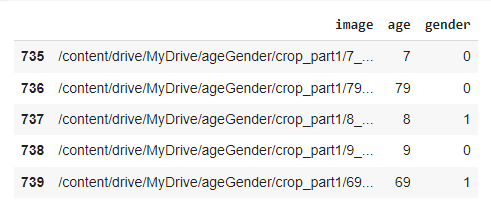 image age gender
735 /content/drive/MyDrive/ageGender/crop_part1/7_... 7 0
736 /content/drive/MyDrive/ageGender/crop_part1/79... 79 0
737 /content/drive/MyDrive/ageGender/crop_part1/8_... 8 1
738 /content/drive/MyDrive/ageGender/crop_part1/9_... 9 0
739 /content/drive/MyDrive/ageGender/crop_part1/69... 69 1